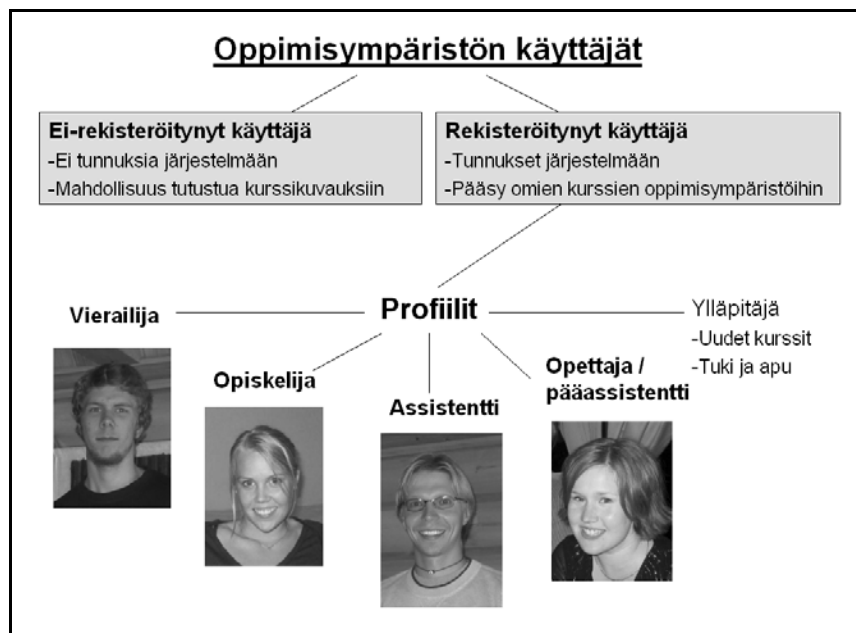 Oppimisympäristön käyttäjät
Ei-rekisteröitynyt käyttäjä
-Ei tunnuksia järjestelmään
-Mahdollisuus tutustua kurssikuvauksiin
Rekisteröitynyt käyttäjä
-Tunnukset järjestelmään
-Pääsy omien kurssien oppimisympäristöihin
Profiilit
Vierailija
Opiskelija
Assistentti
Opettaja /
pääassistentti
Ylläpitäjä
-Uudet kurssit
-Tuki ja apu